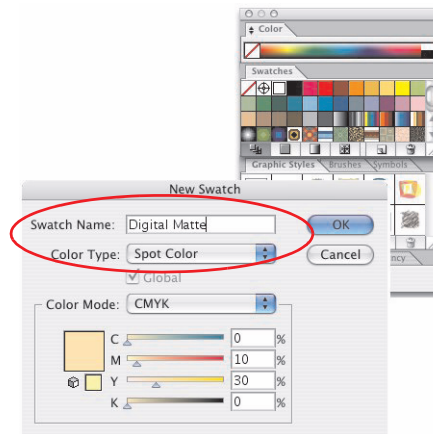 Color
Swatches
Graphic Styles Brushes Symbols
New Swatch
Swatch Name: Digital Matte OK
Color Type: Spot Color Cancel
Global
Color Mode: CMYK
C 0 %
M 10 %
Y 30 %
K 0 %